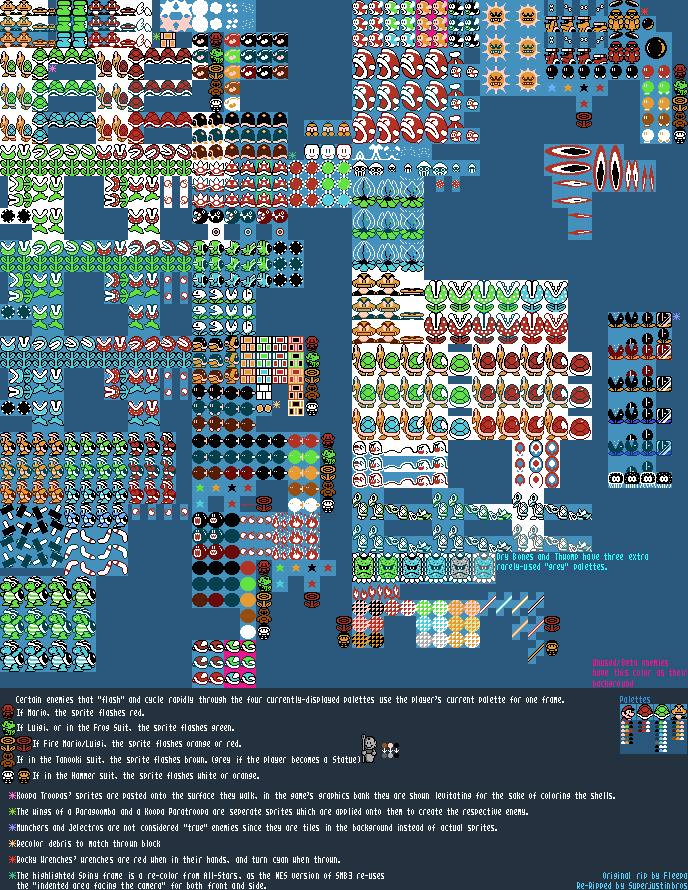 Dry Bones and Thwomp have three extra
rarely-used "grey" palettes.
Unused/Beta enemies
have this color as their
background
Certain enemies that "flash" and cycle rapidly through the four currently-displayed palettes use the player's current palette for one frame.
If Mario, the sprite flashes red.
If Luigi, or in the Frog Suit, the sprite flashes green.
If Fire Mario/Luigi, the sprite flashes orange or red.
If in the Tanooki suit, the sprite flashes brown. (grey if the player becomes a Statue)
If in the Hammer suit, the sprite flashes white or orange.
Palettes
*Koopa Troopas' sprites are pasted onto the surface they walk, in the game's graphics bank they are shown levitating for the sake of coloring the shells.
*The wings of a Paragoomba and a Koopa Paratroopa are seperate sprites which are applied onto them to create the respective enemy.
*Munchers and Jelectros are not considered "true" enemies since they are tiles in the background instead of actual sprites.
*Recolor debris to match thrown block
*Rocky Wrenches' wrenches are red when in their hands, and turn cyan when thrown.
*The highlighted Spiny frame is a re-color from All-Stars, as the NES version of SMB3 re-uses
the "indented area facing the camera" for both front and side.
Original rip by Fleepa
Re-Ripped by Superjustinbros